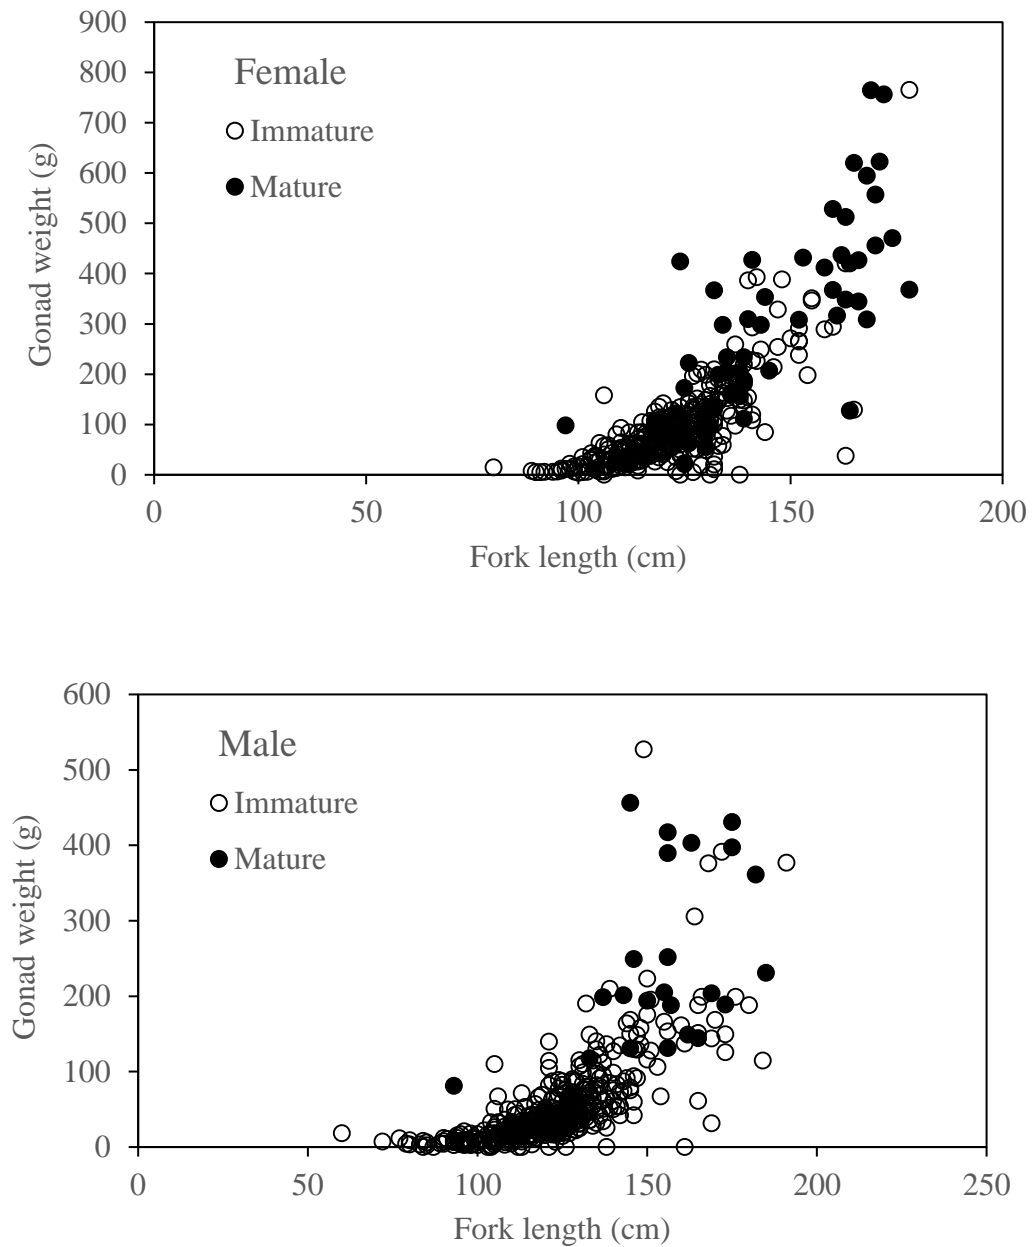 900
800
700
600
500
400
300
200
100
0
Gonad weight (g)
Female
Immature
Mature
0 50 100 150 200
Fork length (cm)
600
500
400
300
200
100
0
Gonad weight (g)
Male
Immature
Mature
0 50 100 150 200 250
Fork length (cm)